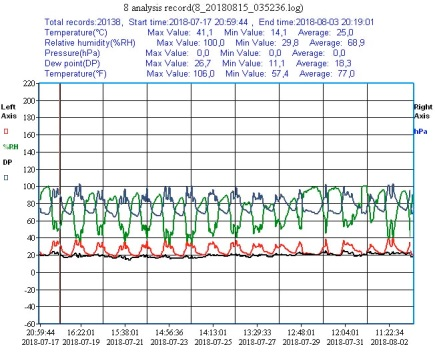 8 analysis record(8_20180815_035236.log)
Total records:20138, Start time:2018-07-17 20:59:44 , End time:2018-08-03 20:19:01
Temperature(°C) Max Value: 41,1 Min Value: 14,1 Average: 25,0
Relative humidity(%RH) Max Value: 100,0 Min Value: 29,8 Average: 68,9
Pressure(hPa) Max Value: 0,0 Min Value: 0,0 Average: 0,0
Dew point(DP) Max Value: 26,7 Min Value: 11,1 Average: 18,3
Temperature(°F) Max Value: 106,0 Min Value: 57,4 Average: 77,0
220
200
180
160
140
120
100
80
60
40
20
0
-20
-40
-60
Left
Axis
%RH
DP
Right
Axis
hPa
20:59:44 16:22:01 15:38:01 14:56:36 14:13:01 13:29:33 12:48:01 12:04:01 11:22:34
2018-07-17 2018-07-19 2018-07-21 2018-07-23 2018-07-25 2018-07-27 2018-07-29 2018-07-31 2018-08-02